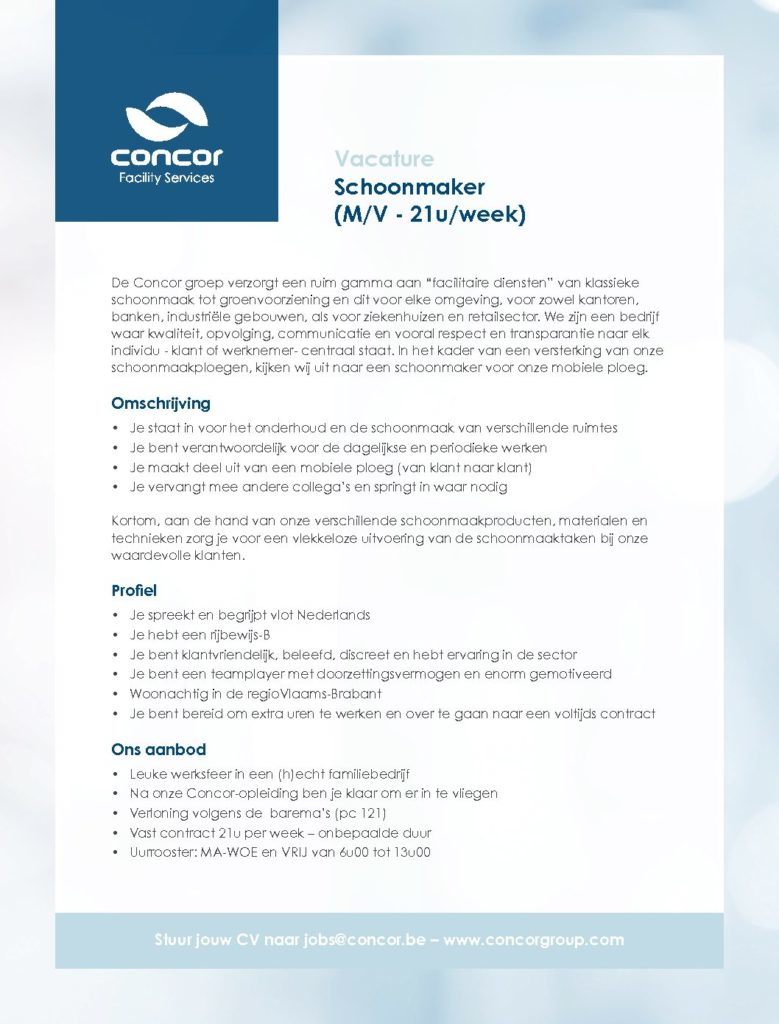 concor
Facility Services
Vacature
Schoonmaker
(M/V - 21u/week)
De Concor groep verzorgt een ruim gamma aan “facilitaire diensten” van klassieke
schoonmaak tot groenvoorziening en dit voor elke omgeving, voor zowel kantoren,
banken, industriële gebouwen, als voor ziekenhuizen en retailsector. We zijn een bedrijf
waar kwaliteit, opvolging, communicatie en vooral respect en transparantie naar elk
individu - klant of werknemer- centraal staat. In het kader van een versterking van onze
schoonmaakploegen, kijken wij uit naar een schoonmaker voor onze mobiele ploeg.
Omschrijving
• Je staat in voor het onderhoud en de schoonmaak van verschillende ruimtes
• Je bent verantwoordelijk voor de dagelijkse en periodieke werken
• Je maakt deel uit van een mobiele ploeg (van klant naar klant)
• Je vervangt mee andere collega’s en springt in waar nodig
Kortom, aan de hand van onze verschillende schoonmaakproducten, materialen en
technieken zorg je voor een vlekkeloze uitvoering van de schoonmaaktaken bij onze
waardevolle klanten.
Profiel
• Je spreekt en begrijpt vlot Nederlands
• Je hebt een rijbewijs-B
• Je bent klantvriendelijk, beleefd, discreet en hebt ervaring in de sector
• Je bent een teamplayer met doorzettingsvermogen en enorm gemotiveerd
• Woonachtig in de regioVlaams-Brabant
• Je bent bereid om extra uren te werken en over te gaan naar een voltijds contract
Ons aanbod
• Leuke werksfeer in een (h)echt familiebedrijf
• Na onze Concor-opleiding ben je klaar om er in te vliegen
• Verloning volgens de barema’s (pc 121)
• Vast contract 21u per week – onbepaalde duur
• Uurrooster: MA-WOE en VRIJ van 6u00 tot 13u00
Stuur jouw CV naar jobs@concor.be – www.concorgroup.com